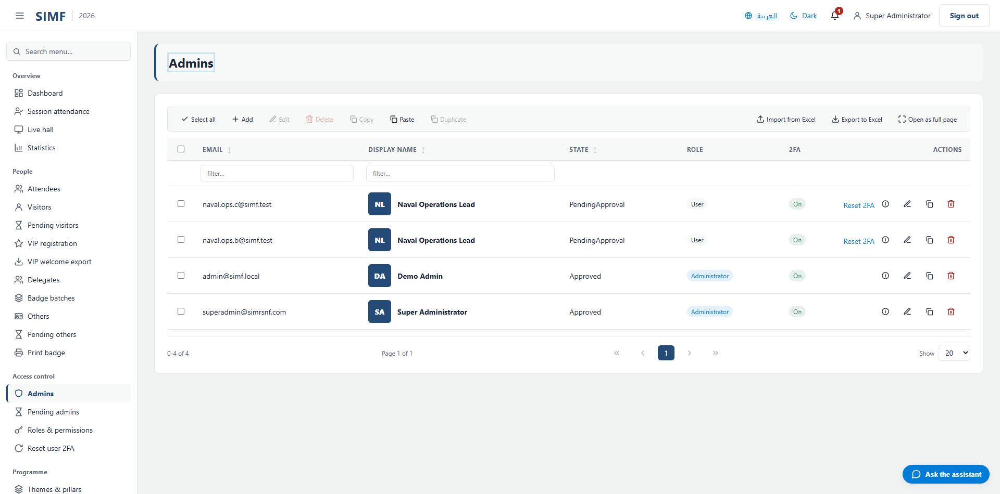 SIMF 2026 العربية Dark 1 Super Administrator Sign out
Search menu...
Overview
Dashboard
Session attendance
Live hall
Statistics
People
Attendees
Visitors
Pending visitors
VIP registration
VIP welcome export
Delegates
Badge batches
Others
Pending others
Print badge
Access control
Admins
Pending admins
Roles & permissions
Reset user 2FA
Programme
Themes & pillars
Admins
Select all Add Edit Delete Copy Paste Duplicate Import from Excel Export to Excel Open as full page
EMAIL DISPLAY NAME STATE ROLE 2FA ACTIONS
filter... filter...
naval.ops.c@simf.test NL Naval Operations Lead PendingApproval User On Reset 2FA
naval.ops.b@simf.test NL Naval Operations Lead PendingApproval User On Reset 2FA
admin@simf.local DA Demo Admin Approved Administrator On
superadmin@simrsnf.com SA Super Administrator Approved Administrator On
0-4 of 4 Page 1 of 1 « ‹ 1 › » Show 20
Ask the assistant